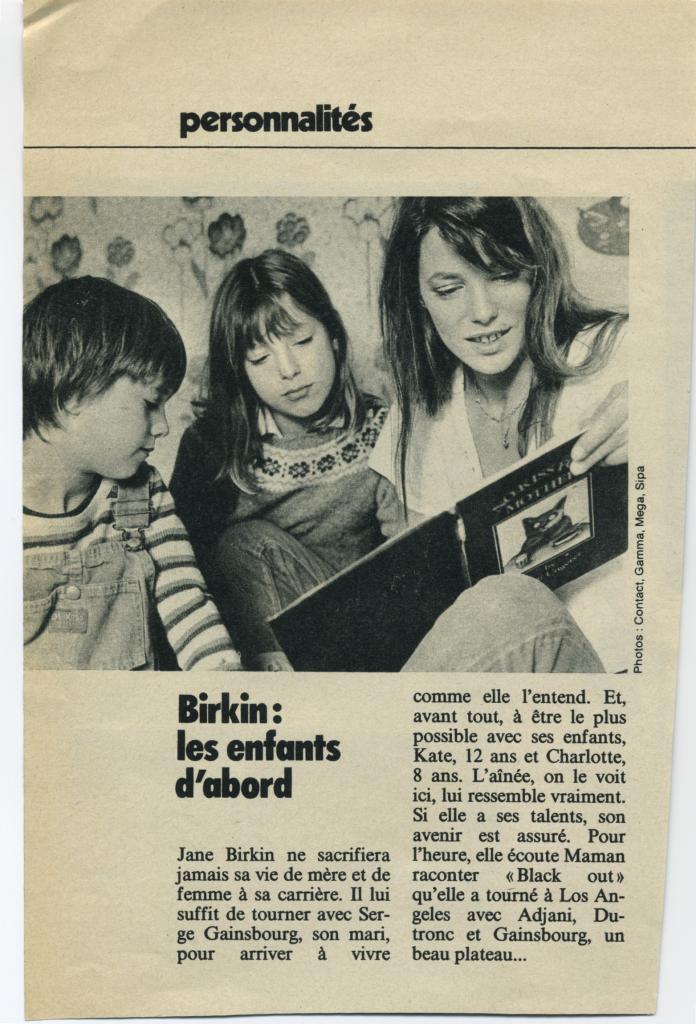 personnalités
MOTHER
Photos : Contact, Gamma, Mega, Sipa
Birkin :
les enfants
d'abord
Jane Birkin ne sacrifiera
jamais sa vie de mère et de
femme à sa carrière. Il lui
suffit de tourner avec Ser-
ge Gainsbourg, son mari,
pour arriver à vivre
comme elle l'entend. Et,
avant tout, à être le plus
possible avec ses enfants,
Kate, 12 ans et Charlotte,
8 ans. L'aînée, on le voit
ici, lui ressemble vraiment.
Si elle a ses talents, son
avenir est assuré. Pour
l'heure, elle écoute Maman
raconter «Black out»
qu'elle a tourné à Los An-
geles avec Adjani, Du-
tronc et Gainsbourg, un
beau plateau...